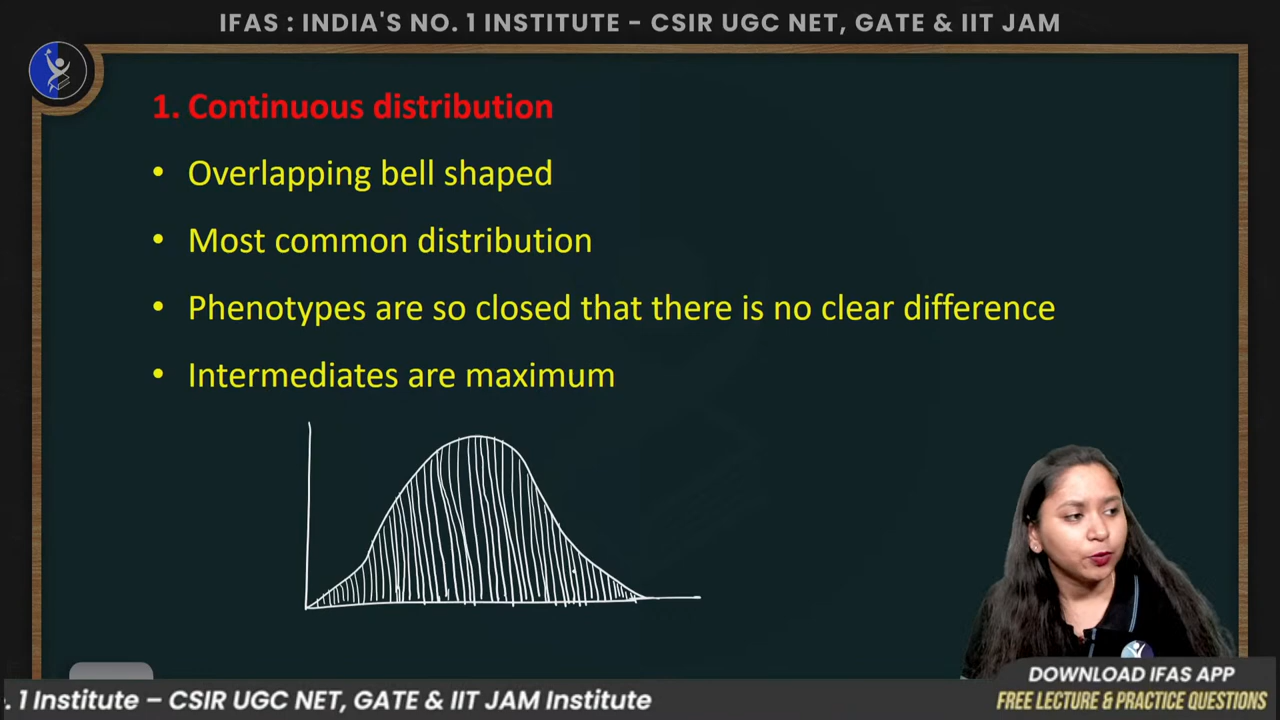 IFAS : INDIA'S NO. 1 INSTITUTE – CSIR UGC NET, GATE & IIT JAM
1. Continuous distribution
• Overlapping bell shaped
• Most common distribution
• Phenotypes are so closed that there is no clear difference
• Intermediates are maximum
DOWNLOAD IFAS APP
FREE LECTURE & PRACTICE QUESTIONS
. 1 Institute – CSIR UGC NET, GATE & IIT JAM Institute